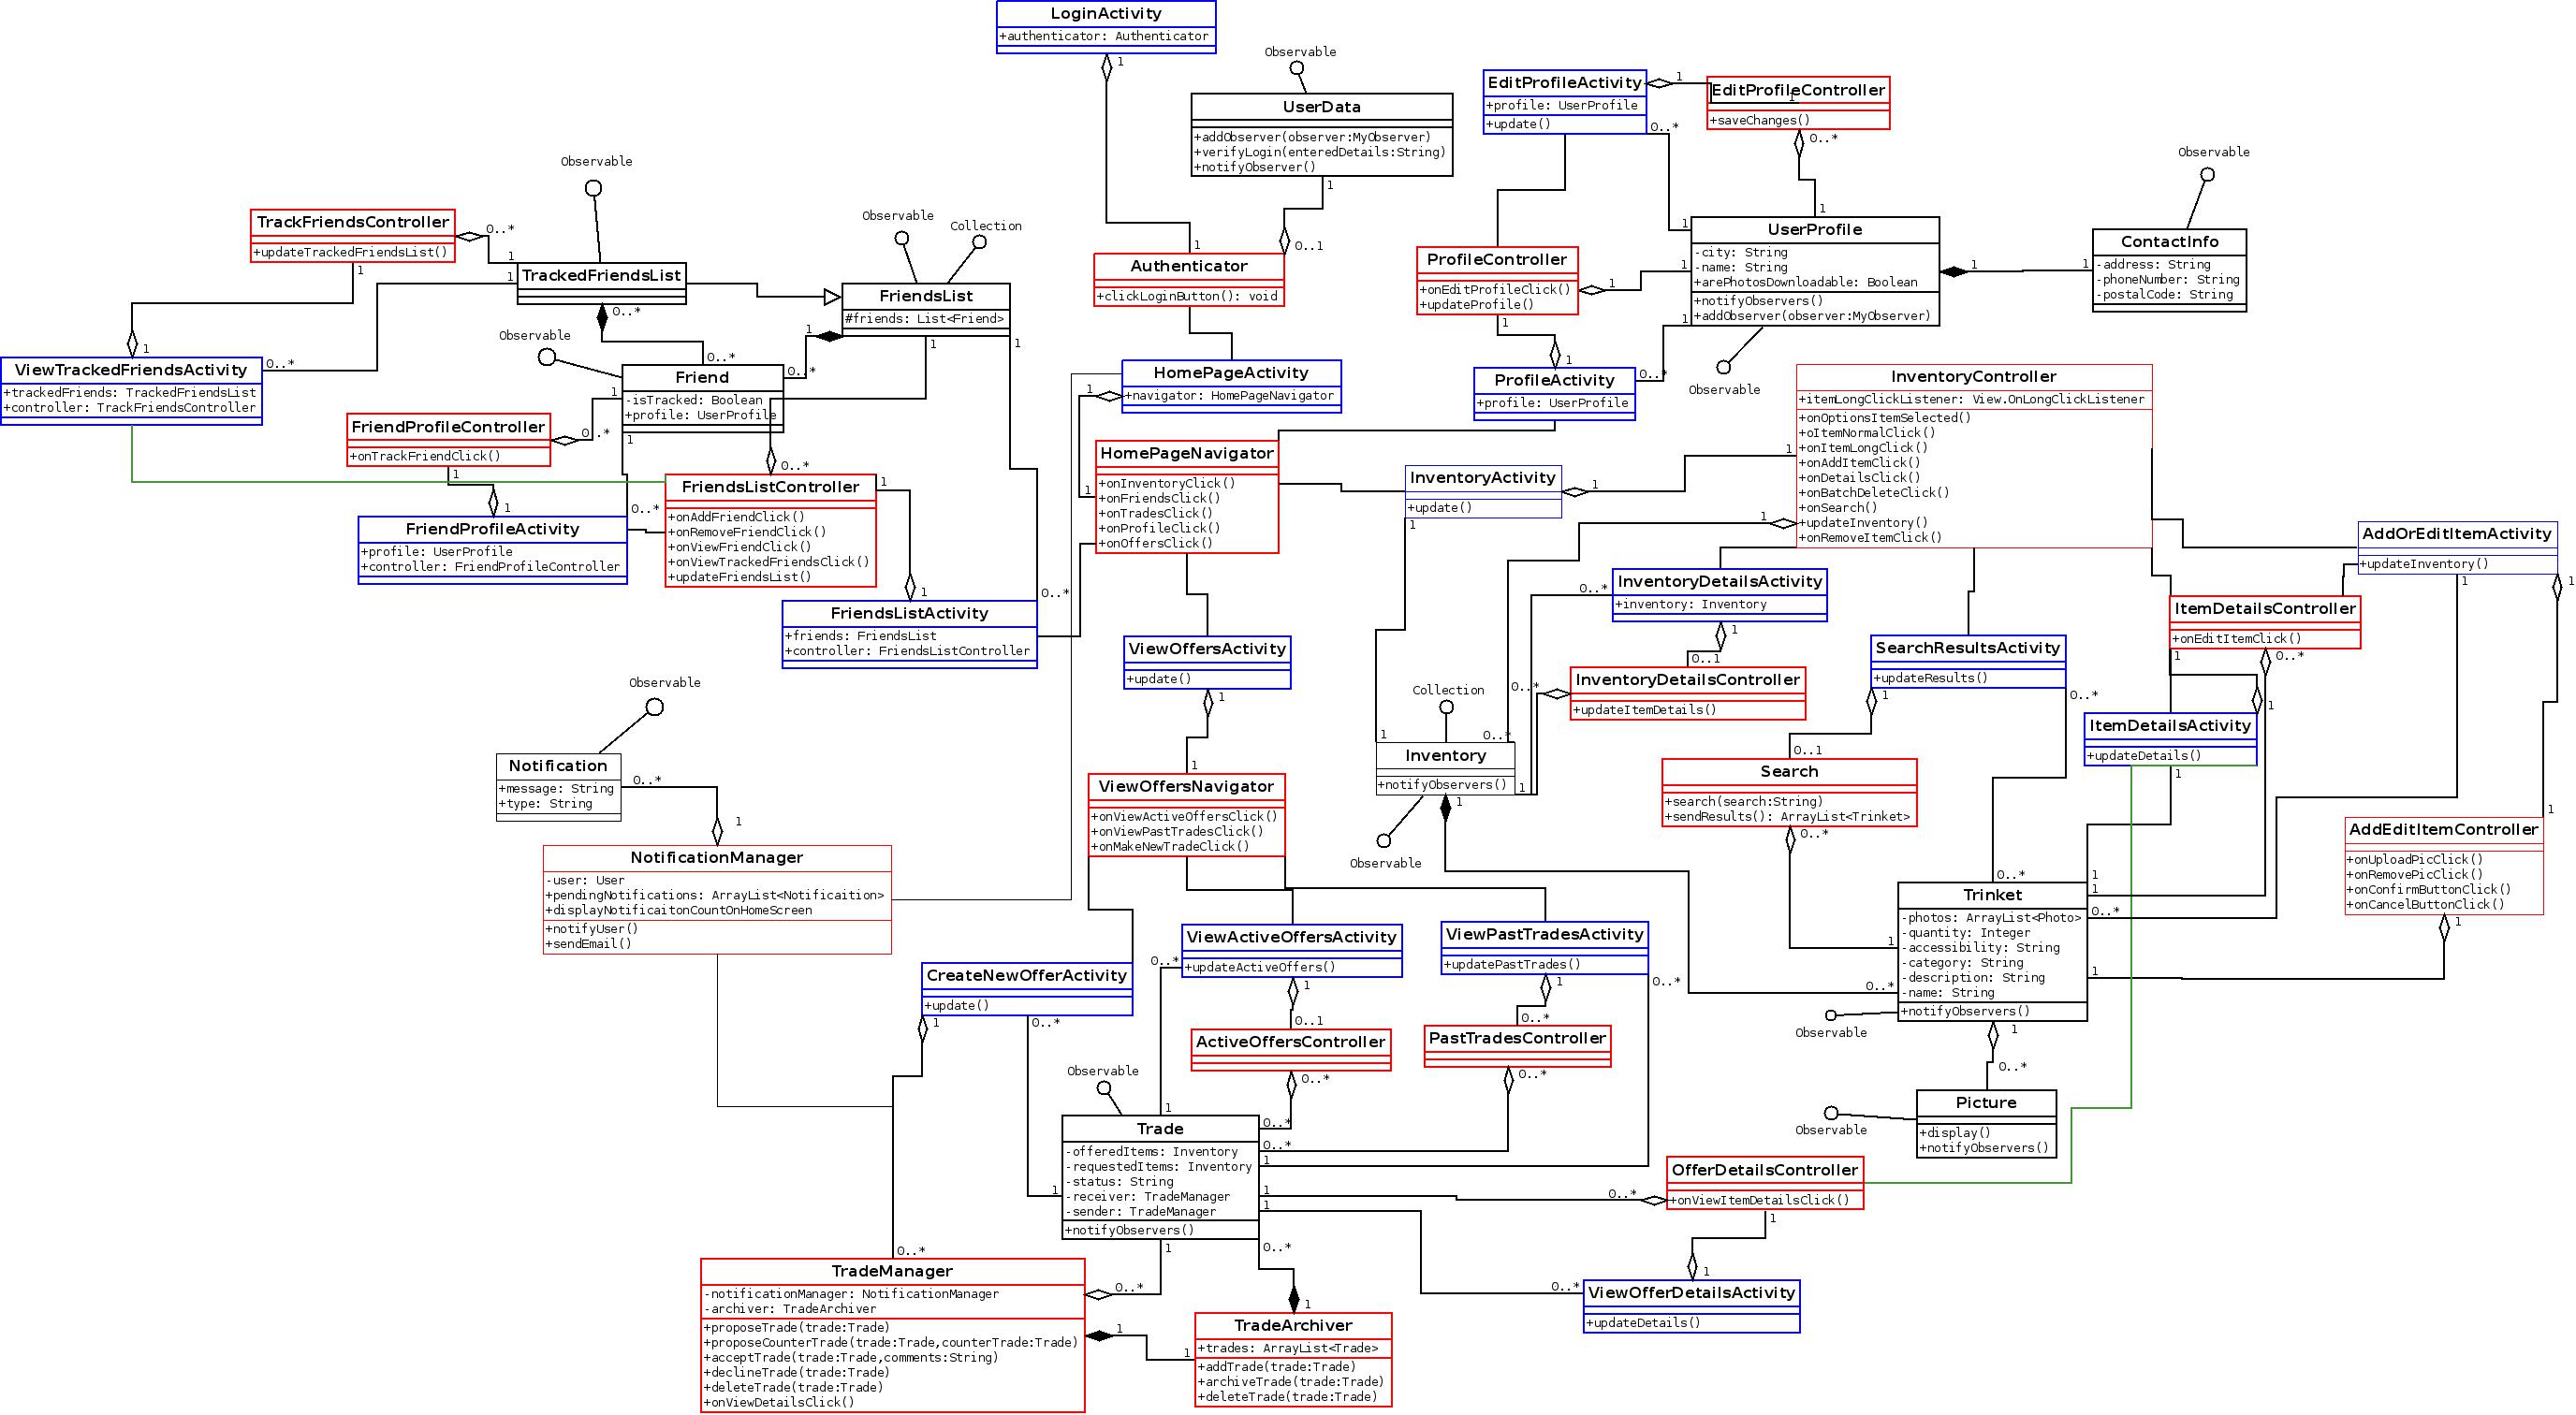 LoginActivity
+authenticator: Authenticator
1
Observable
UserData
+addObserver(observer:MyObserver)
+verifyLogin(enteredDetails:String)
+notifyObserver()
1
0..1
1
Authenticator
+clickLoginButton(): void
EditProfileActivity
+profile: UserProfile
+update()
1
0..*
EditProfileController
1
+saveChanges()
0..*
1
1
UserProfile
-city: String
-name: String
-arePhotosDownloadable: Boolean
+notifyObservers()
+addObserver(observer:MyObserver)
1
1
1
1
Observable
Observable
ContactInfo
-address: String
-phoneNumber: String
-postalCode: String
ProfileController
+onEditProfileClick()
+updateProfile()
1
1
1
ProfileActivity
+profile: UserProfile
0..*
Observable
TrackFriendsController
+updateTrackedFriendsList()
0..*
1
1
1
TrackedFriendsList
0..*
Observable
Collection
FriendsList
#friends: List<Friend>
1
1
1
Observable
0..*
0..*
Friend
-isTracked: Boolean
+profile: UserProfile
1
1
1
0..*
ViewTrackedFriendsActivity
+trackedFriends: TrackedFriendsList
+controller: TrackFriendsController
FriendProfileController
+onTrackFriendClick()
0..*
1
1
0..*
FriendProfileActivity
+profile: UserProfile
+controller: FriendProfileController
0..*
FriendsListController
+onAddFriendClick()
+onRemoveFriendClick()
+onViewFriendClick()
+onViewTrackedFriendsClick()
+updateFriendsList()
1
1
0..*
FriendsListActivity
+friends: FriendsList
+controller: FriendsListController
HomePageActivity
+navigator: HomePageNavigator
1
1
HomePageNavigator
+onInventoryClick()
+onFriendsClick()
+onTradesClick()
+onProfileClick()
+onOffersClick()
InventoryActivity
+update()
1
1
1
InventoryController
+itemLongClickListener: View.OnLongClickListener
+onOptionsItemSelected()
+oItemNormalClick()
+onItemLongClick()
+onAddItemClick()
+onDetailsClick()
+onBatchDeleteClick()
+onSearch()
+updateInventory()
+onRemoveItemClick()
1
AddOrEditItemActivity
+updateInventory()
1
1
InventoryDetailsActivity
+inventory: Inventory
0..*
1
0..1
InventoryDetailsController
+updateItemDetails()
0..*
ItemDetailsController
+onEditItemClick()
1
0..*
SearchResultsActivity
+updateResults()
1
0..*
0..1
ItemDetailsActivity
+updateDetails()
1
1
Search
+search(search:String)
+sendResults(): ArrayList<Trinket>
0..*
ViewOffersActivity
+update()
1
1
ViewOffersNavigator
+onViewActiveOffersClick()
+onViewPastTradesClick()
+onMakeNewTradeClick()
Collection
1
0..*
Inventory
+notifyObservers()
1
1
Observable
Observable
Notification
+message: String
+type: String
0..*
1
NotificationManager
-user: User
+pendingNotifications: ArrayList<Notificaition>
+displayNotificaitonCountOnHomeScreen
+notifyUser()
+sendEmail()
1
AddEditItemController
+onUploadPicClick()
+onRemovePicClick()
+onConfirmButtonClick()
+onCancelButtonClick()
1
0..*
Trinket
-photos: ArrayList<Photo>
-quantity: Integer
-accessibility: String
-category: String
-description: String
-name: String
+notifyObservers()
1
1
0..*
1
1
0..*
Observable
1
0..*
Picture
+display()
+notifyObservers()
Observable
CreateNewOfferActivity
+update()
1
0..*
ViewActiveOffersActivity
+updateActiveOffers()
0..*
1
0..1
ActiveOffersController
0..*
ViewPastTradesActivity
+updatePastTrades()
1
0..*
0..*
PastTradesController
0..*
Observable
1
Trade
-offeredItems: Inventory
-requestedItems: Inventory
-status: String
-receiver: TradeManager
-sender: TradeManager
+notifyObservers()
0..*
0..*
1
1
1
1
1
0..*
OfferDetailsController
+onViewItemDetailsClick()
0..*
1
1
0..*
ViewOfferDetailsActivity
+updateDetails()
0..*
TradeManager
-notificationManager: NotificationManager
-archiver: TradeArchiver
+proposeTrade(trade:Trade)
+proposeCounterTrade(trade:Trade,counterTrade:Trade)
+acceptTrade(trade:Trade,comments:String)
+declineTrade(trade:Trade)
+deleteTrade(trade:Trade)
+onViewDetailsClick()
0..*
1
1
1
TradeArchiver
+trades: ArrayList<Trade>
+addTrade(trade:Trade)
+archiveTrade(trade:Trade)
+deleteTrade(trade:Trade)